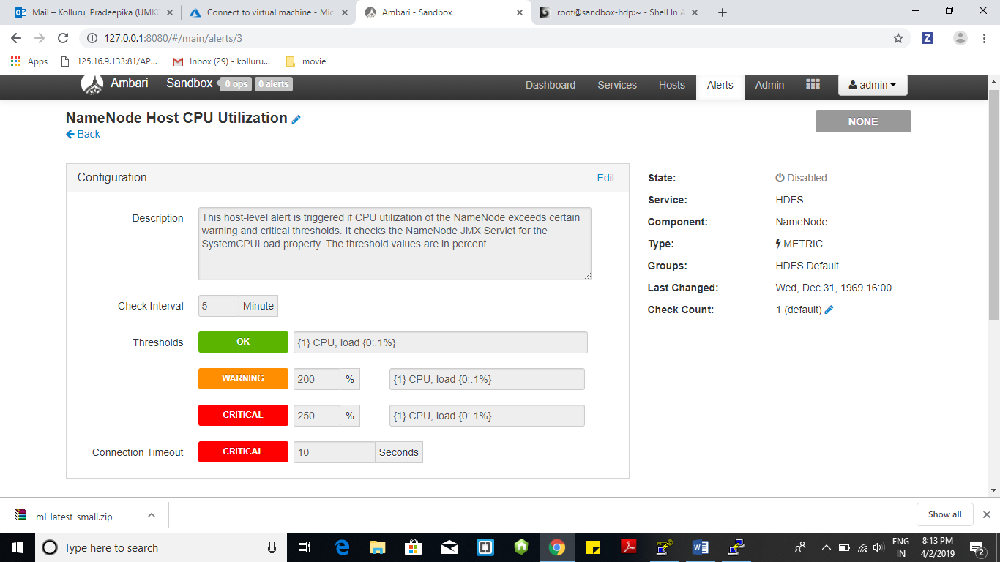 Mail – Kolluru, Pradeepika (UMKC
Connect to virtual machine - Mic
Ambari - Sandbox
root@sandbox-hdp:~ - Shell In A
127.0.0.1:8080/#/main/alerts/3
Apps
125.16.9.133:81/AP...
Inbox (29) - kolluru...
movie
Ambari
Sandbox
0 ops
0 alerts
Dashboard
Services
Hosts
Alerts
Admin
admin
NameNode Host CPU Utilization
NONE
Back
Configuration
Edit
Description
This host-level alert is triggered if CPU utilization of the NameNode exceeds certain
warning and critical thresholds. It checks the NameNode JMX Servlet for the
SystemCPULoad property. The threshold values are in percent.
Check Interval
5 Minute
Thresholds
OK
{1} CPU, load {0:.1%}
WARNING
200 %
{1} CPU, load {0:.1%}
CRITICAL
250 %
{1} CPU, load {0:.1%}
Connection Timeout
CRITICAL
10 Seconds
State: Disabled
Service: HDFS
Component: NameNode
Type: METRIC
Groups: HDFS Default
Last Changed: Wed, Dec 31, 1969 16:00
Check Count: 1 (default)
ml-latest-small.zip
Show all
Type here to search
ENG
IN
8:13 PM
4/2/2019
2